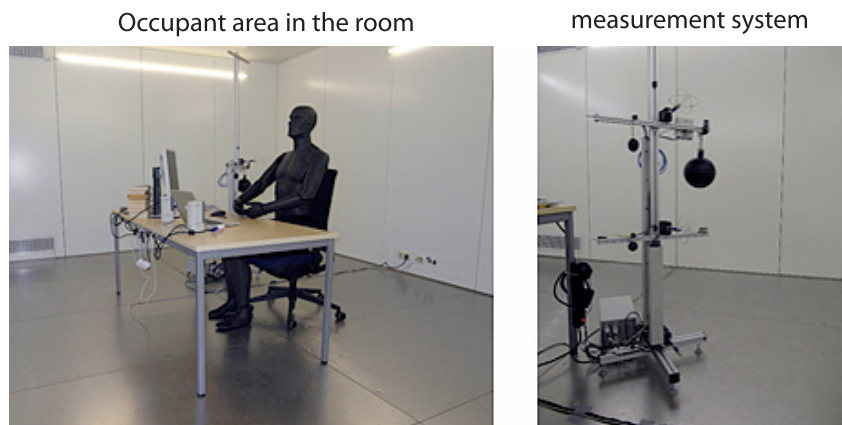 Occupant area in the room
measurement system